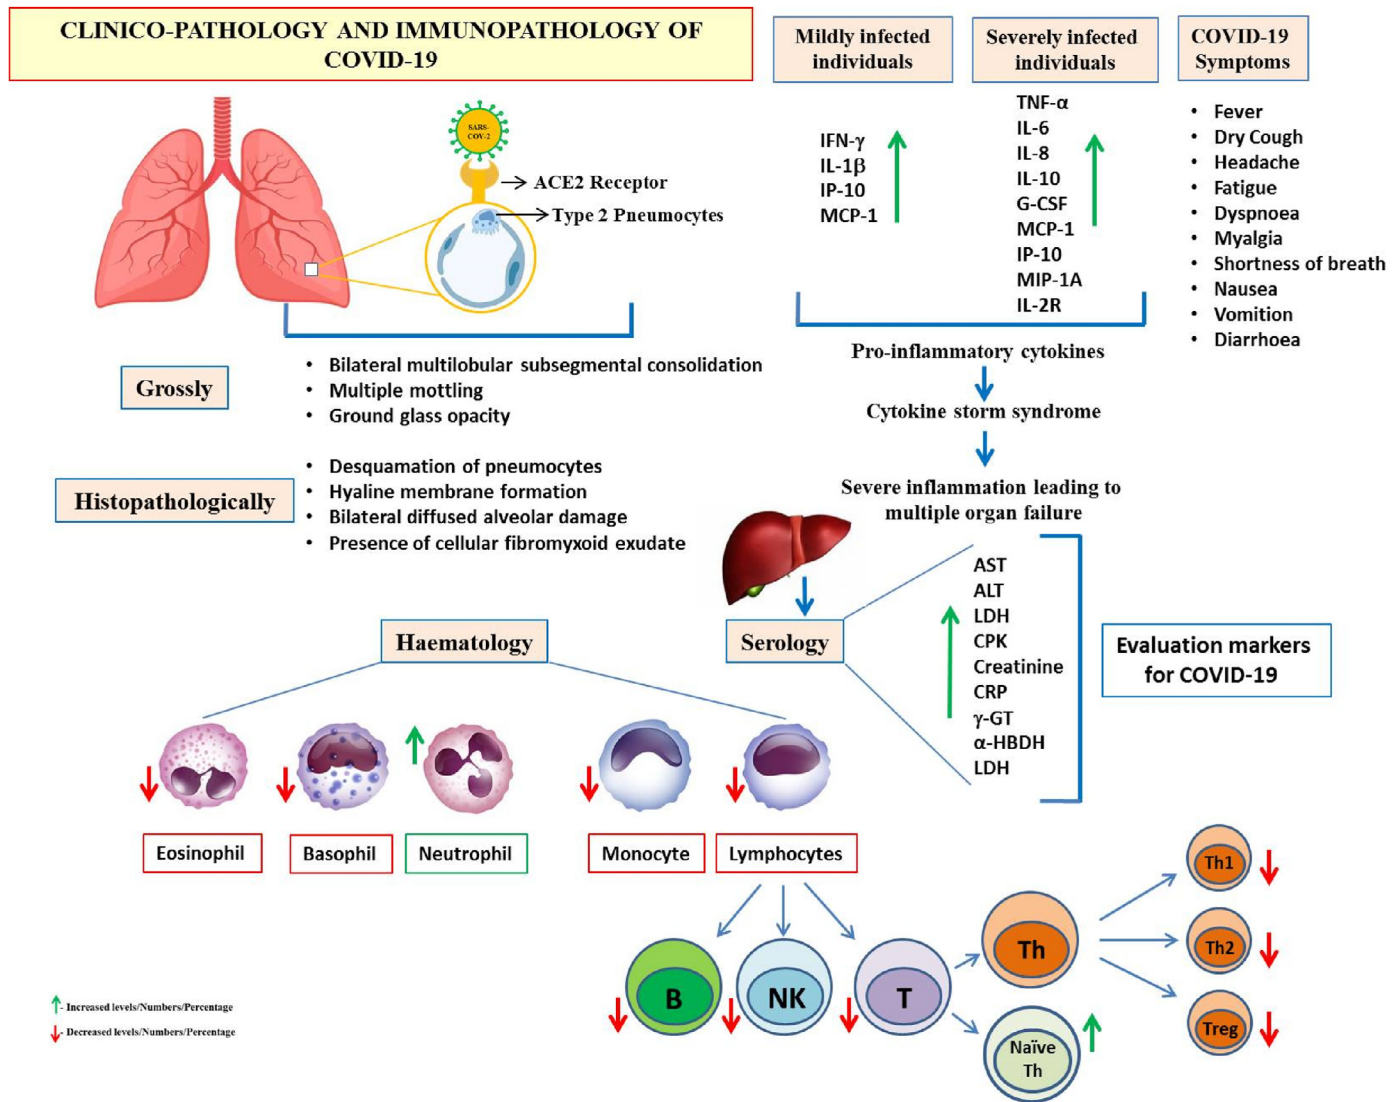 CLINICO-PATHOLOGY AND IMMUNOPATHOLOGY OF
COVID-19
Mildly infected
individuals
Severely infected
individuals
COVID-19
Symptoms
SARS-
COV-2
ACE2 Receptor
Type 2 Pneumocytes
IFN-γ
IL-1β
IP-10
MCP-1
TNF-α
IL-6
IL-8
IL-10
G-CSF
MCP-1
IP-10
MIP-1A
IL-2R
• Fever
• Dry Cough
• Headache
• Fatigue
• Dyspnoea
• Myalgia
• Shortness of breath
• Nausea
• Vomition
• Diarrhoea
Grossly
• Bilateral multilobular subsegmental consolidation
• Multiple mottling
• Ground glass opacity
Histopathologically
• Desquamation of pneumocytes
• Hyaline membrane formation
• Bilateral diffused alveolar damage
• Presence of cellular fibromyxoid exudate
Pro-inflammatory cytokines
Cytokine storm syndrome
Severe inflammation leading to
multiple organ failure
Serology
AST
ALT
LDH
CPK
Creatinine
CRP
γ-GT
α-HBDH
LDH
Evaluation markers
for COVID-19
Haematology
Eosinophil
Basophil
Neutrophil
Monocyte
Lymphocytes
B
NK
T
Th
Naïve
Th
Th1
Th2
Treg
- Increased levels/Numbers/Percentage
- Decreased levels/Numbers/Percentage